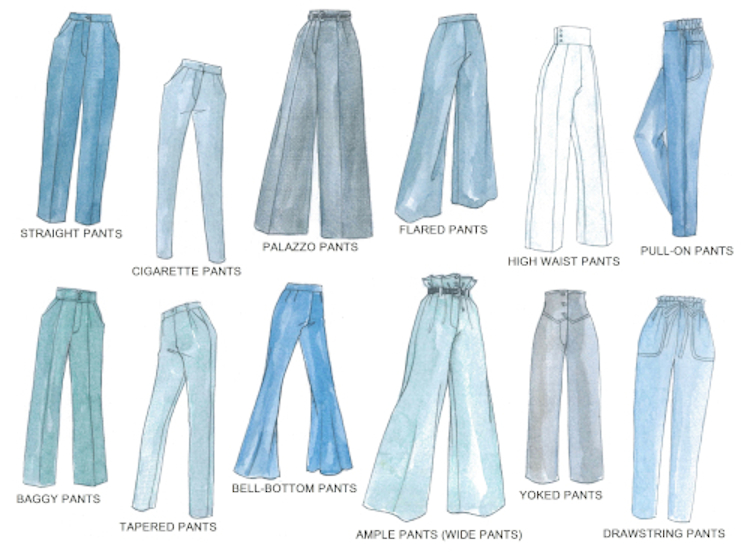 STRAIGHT PANTS
CIGARETTE PANTS
PALAZZO PANTS
FLARED PANTS
HIGH WAIST PANTS
PULL-ON PANTS
BAGGY PANTS
TAPERED PANTS
BELL-BOTTOM PANTS
AMPLE PANTS (WIDE PANTS)
YOKED PANTS
DRAWSTRING PANTS